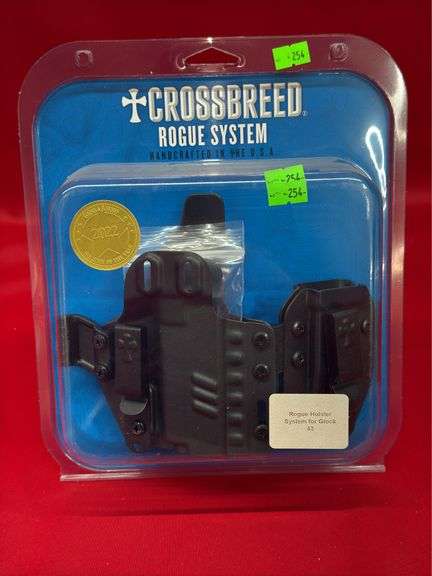 254
CROSSBREED®
ROGUE SYSTEM
HANDCRAFTED IN THE U.S.A.
254
254
2022
Rogue Holster
System for Glock